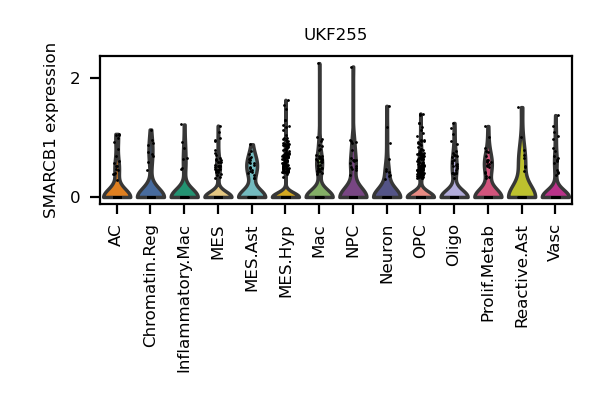 UKF255
SMARCB1 expression
2
0
AC
Chromatin.Reg
Inflammatory.Mac
MES
MES.Ast
MES.Hyp
Mac
NPC
Neuron
OPC
Oligo
Prolif.Metab
Reactive.Ast
Vasc